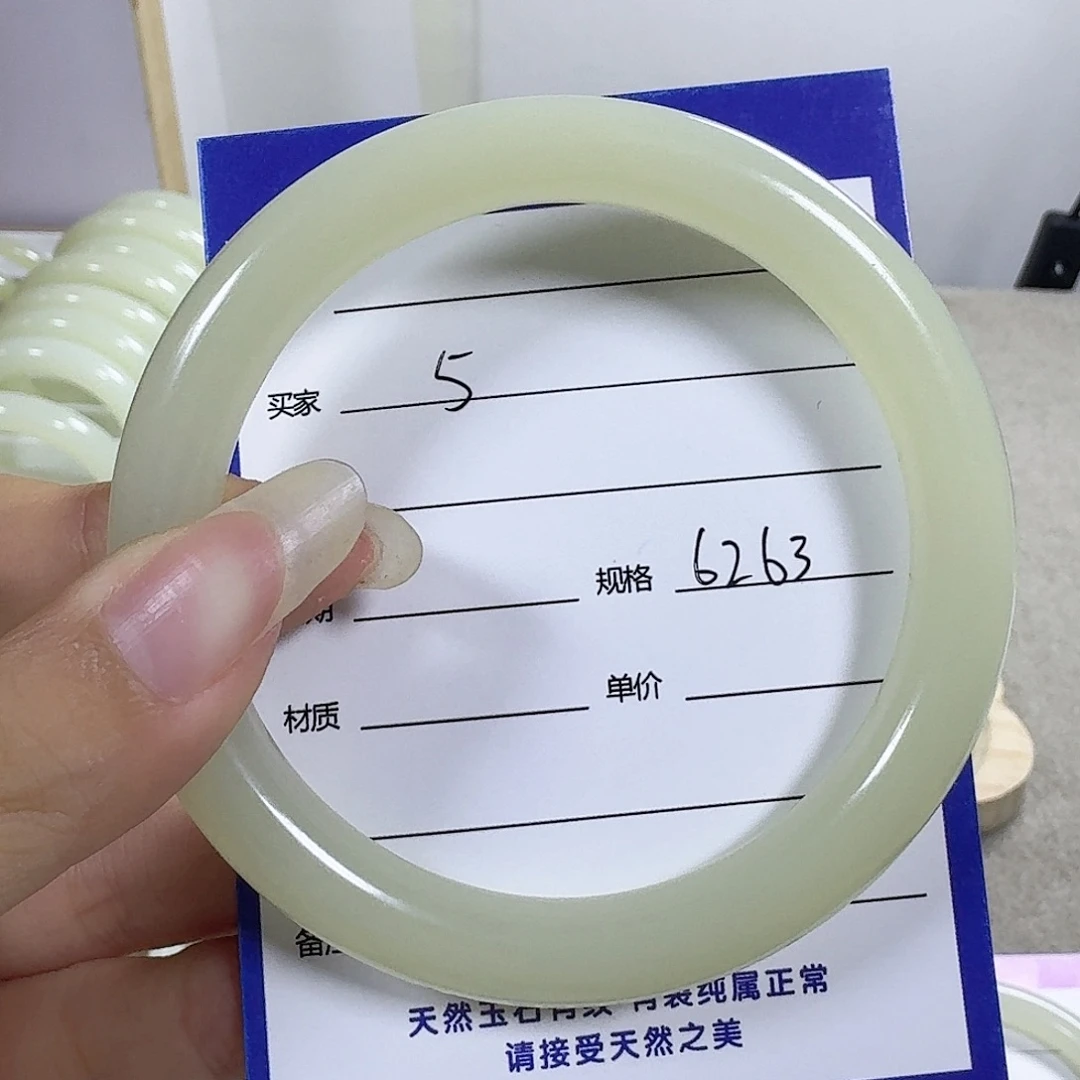 买家 5
规格 6263
材质 单价
天然玉石有纹 有裂纯属正常
请接受天然之美